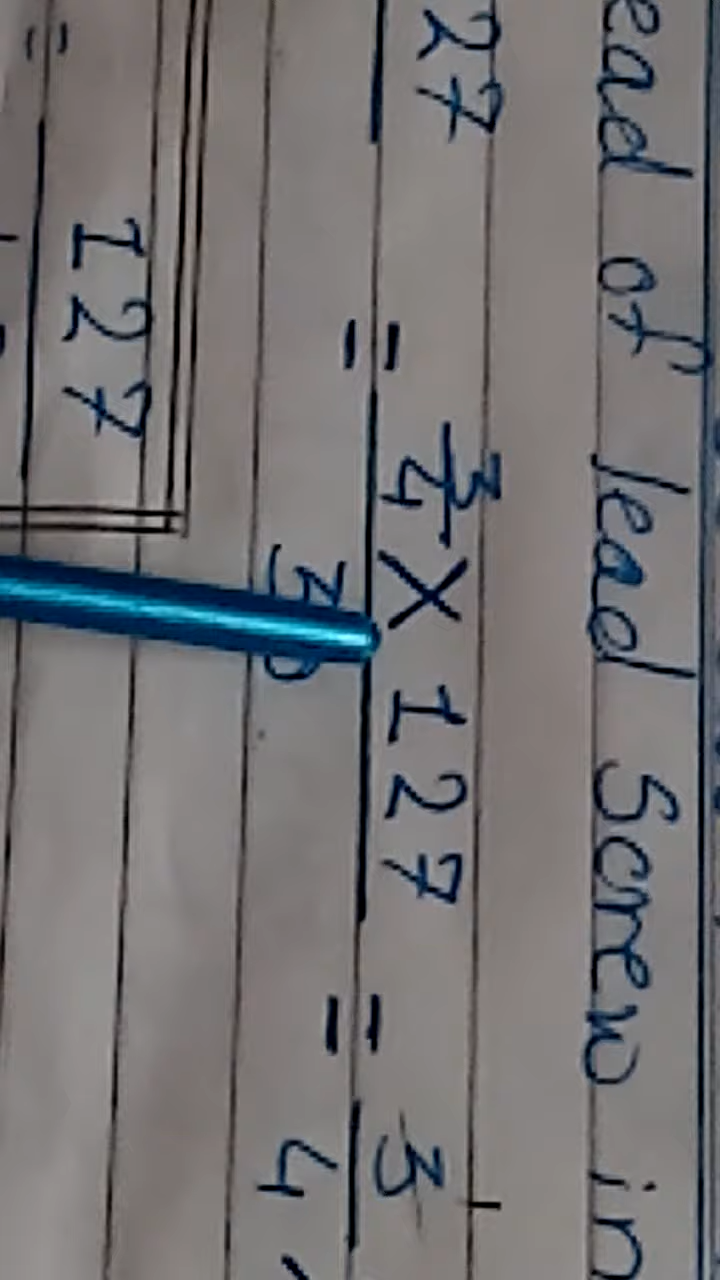 ead of lead Screw in
27 = 3/4 X 127 = 3/4
= 127